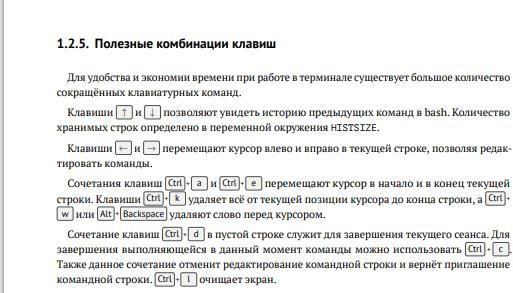 1.2.5. Полезные комбинации клавиш
Для удобства и экономии времени при работе в терминале существует большое количество
сокращённых клавиатурных команд.
Клавиши ↑ и ↓ позволяют увидеть историю предыдущих команд в bash. Количество
хранимых строк определено в переменной окружения HISTSIZE.
Клавиши ← и → перемещают курсор влево и вправо в текущей строке, позволяя редак-
тировать команды.
Сочетания клавиш Ctrl+a и Ctrl+e перемещают курсор в начало и в конец текущей
строки. Клавиши Ctrl+k удаляет всё от текущей позиции курсора до конца строки, а Ctrl+
w или Alt+Backspace удаляют слово перед курсором.
Сочетание клавиш Ctrl+d в пустой строке служит для завершения текущего сеанса. Для
завершения выполняющейся в данный момент команды можно использовать Ctrl+c.
Также данное сочетание отменит редактирование командной строки и вернёт приглашение
командной строки. Ctrl+l очищает экран.